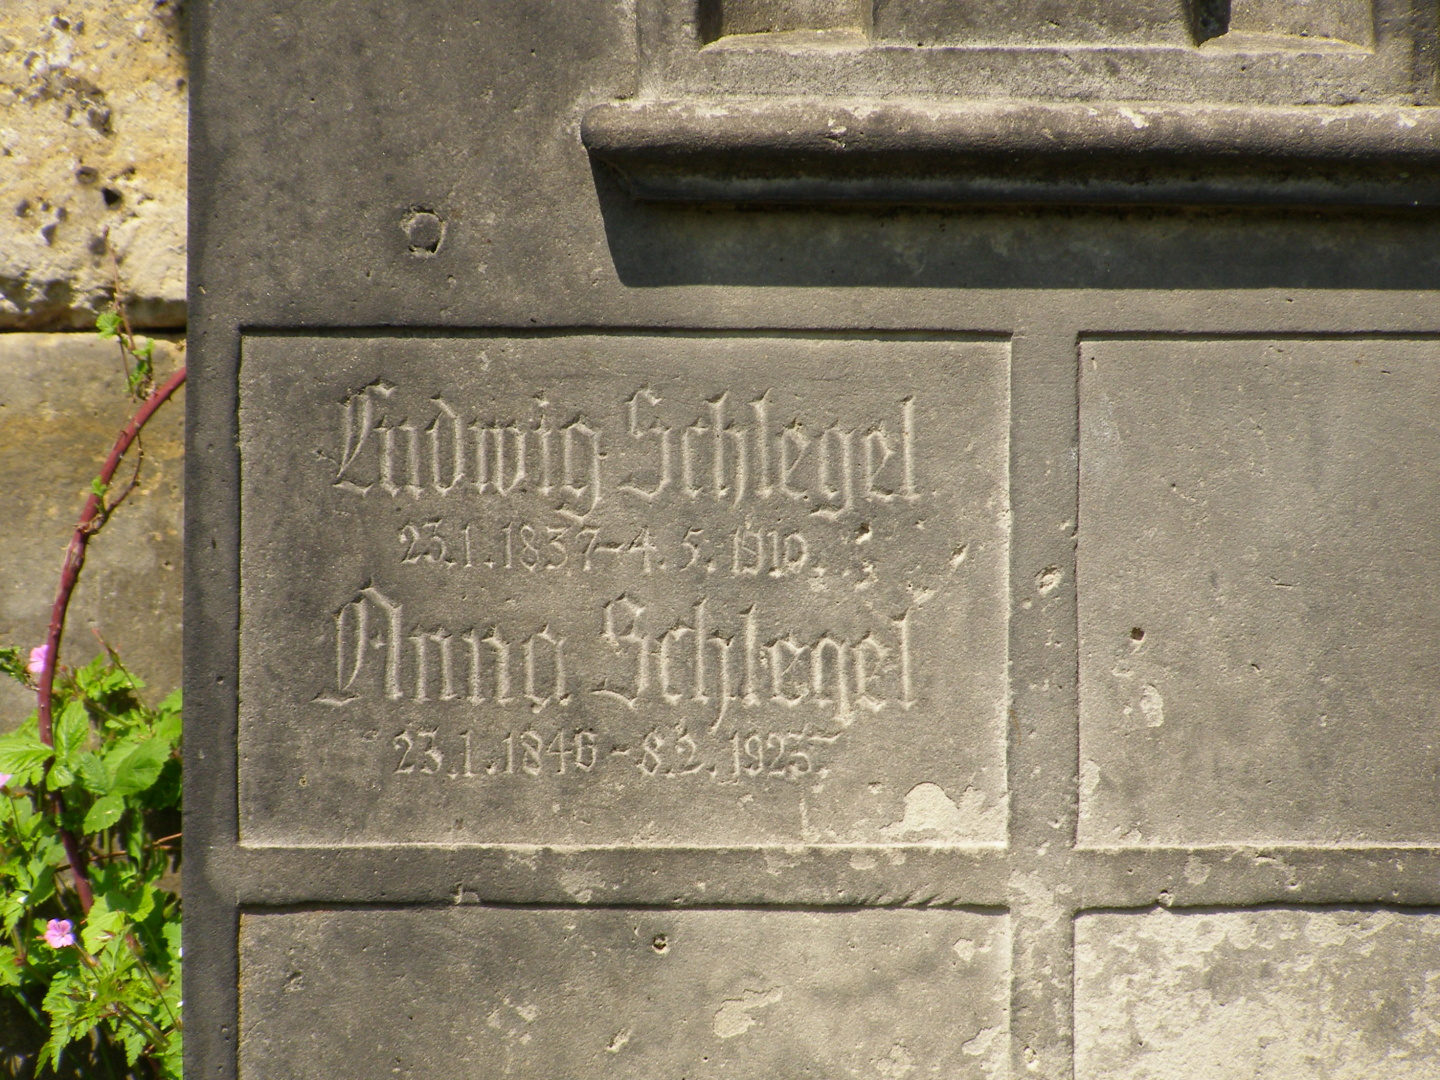 Ludwig Schlegel
23.1.1837–4.5.1910.
Anna Schlegel
23.1.1846–8.2.1925.